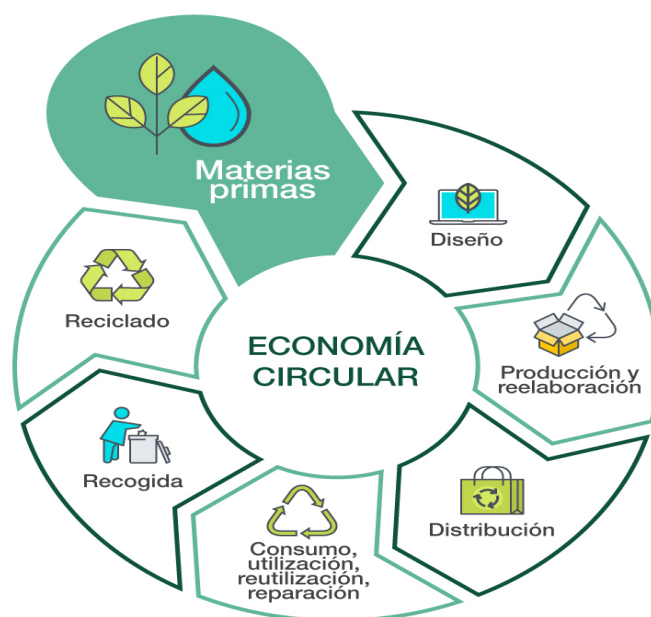 Materias
primas
Diseño
Producción y
reelaboración
Distribución
Consumo,
utilización,
reutilización,
reparación
Recogida
Reciclado
ECONOMÍA
CIRCULAR